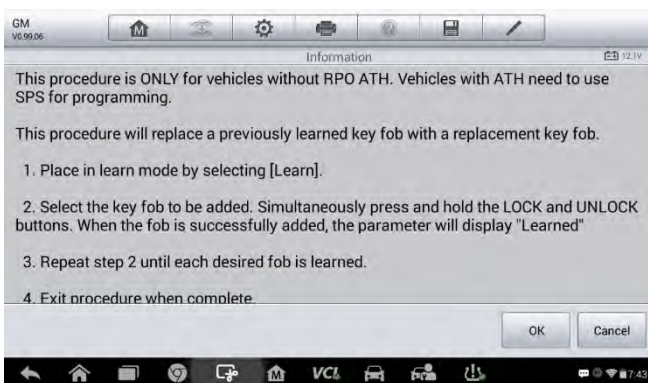 GM
V0.99.06
Information
12.1V
This procedure is ONLY for vehicles without RPO ATH. Vehicles with ATH need to use
SPS for programming.
This procedure will replace a previously learned key fob with a replacement key fob.
1. Place in learn mode by selecting [Learn].
2. Select the key fob to be added. Simultaneously press and hold the LOCK and UNLOCK
buttons. When the fob is successfully added, the parameter will display "Learned"
3. Repeat step 2 until each desired fob is learned.
4. Exit procedure when complete.
OK Cancel
VCI 7:43